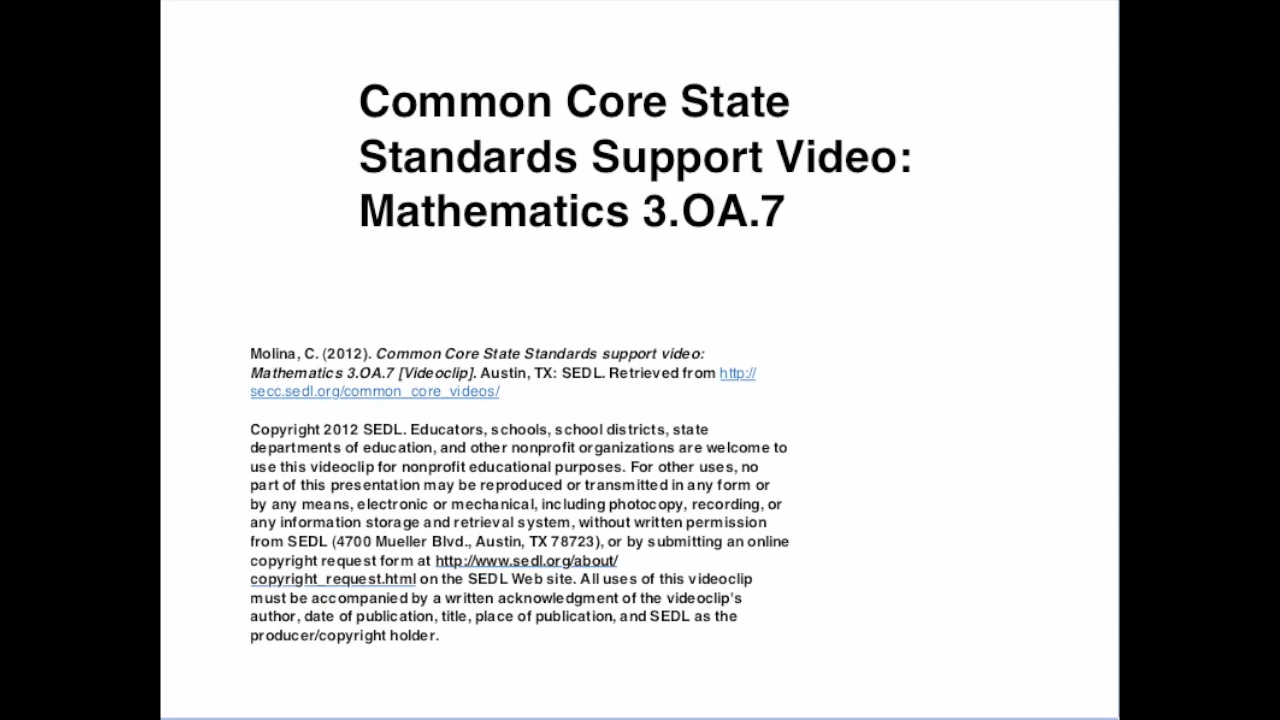 Common Core State
Standards Support Video:
Mathematics 3.OA.7
Molina, C. (2012). Common Core State Standards support video:
Mathematics 3.OA.7 [Videoclip]. Austin, TX: SEDL. Retrieved from http://
secc.sedl.org/common_core_videos/
Copyright 2012 SEDL. Educators, schools, school districts, state
departments of education, and other nonprofit organizations are welcome to
use this videoclip for nonprofit educational purposes. For other uses, no
part of this presentation may be reproduced or transmitted in any form or
by any means, electronic or mechanical, including photocopy, recording, or
any information storage and retrieval system, without written permission
from SEDL (4700 Mueller Blvd., Austin, TX 78723), or by submitting an online
copyright request form at http://www.sedl.org/about/
copyright_request.html on the SEDL Web site. All uses of this videoclip
must be accompanied by a written acknowledgment of the videoclip's
author, date of publication, title, place of publication, and SEDL as the
producer/copyright holder.